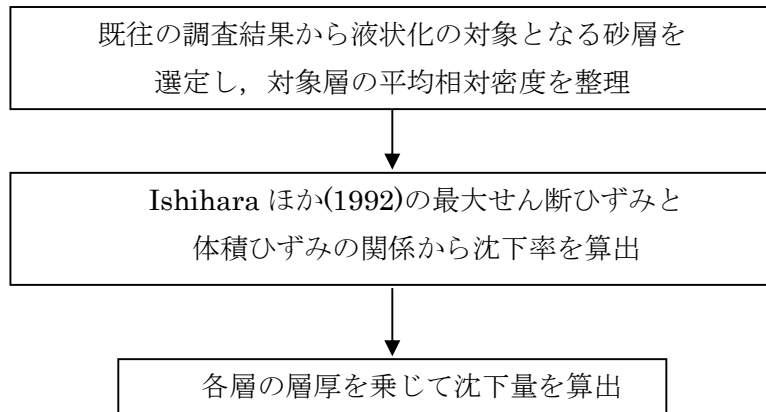 既往の調査結果から液状化の対象となる砂層を
選定し，対象層の平均相対密度を整理
Ishihara ほか(1992)の最大せん断ひずみと
体積ひずみの関係から沈下率を算出
各層の層厚を乗じて沈下量を算出